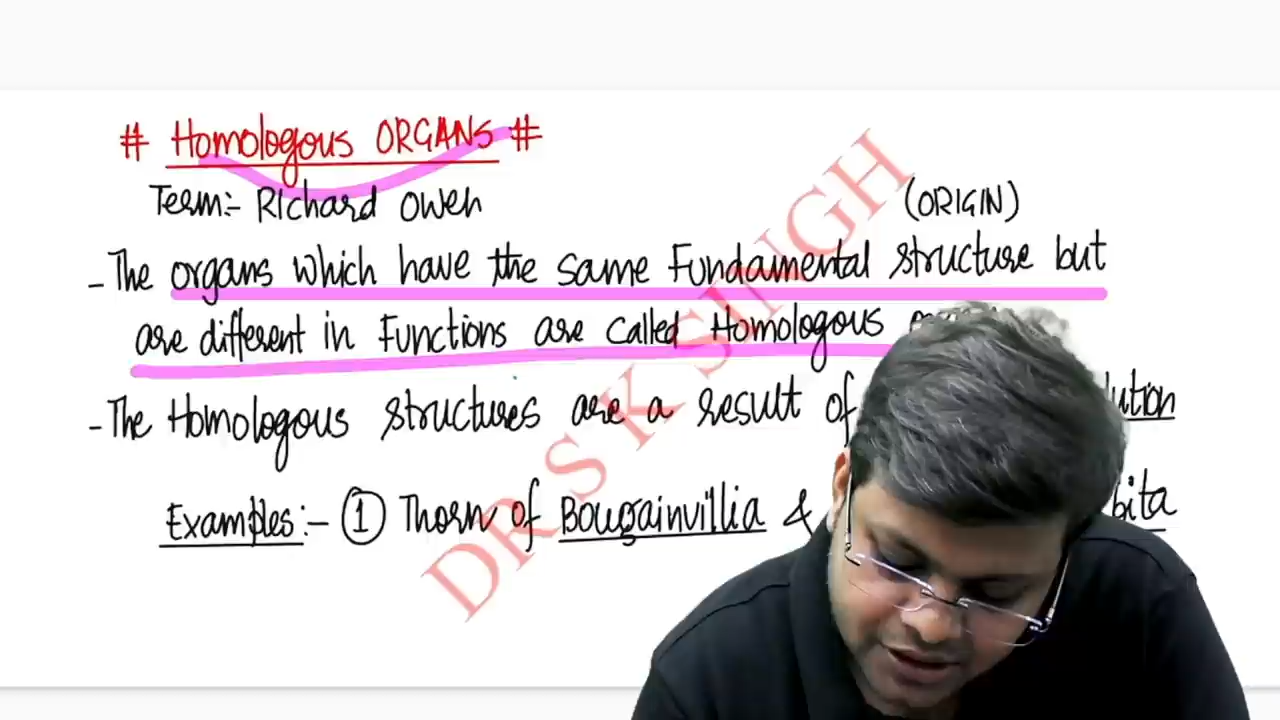 # Homologous ORGANS #
Term:- Richard Owen
(ORIGIN)
- The organs which have the same Fundamental structure but
are different in Functions are called Homologous
- The Homologous structures are a result of
Examples:- ① Thorn of Bougainvillia &
DR S K SINGH